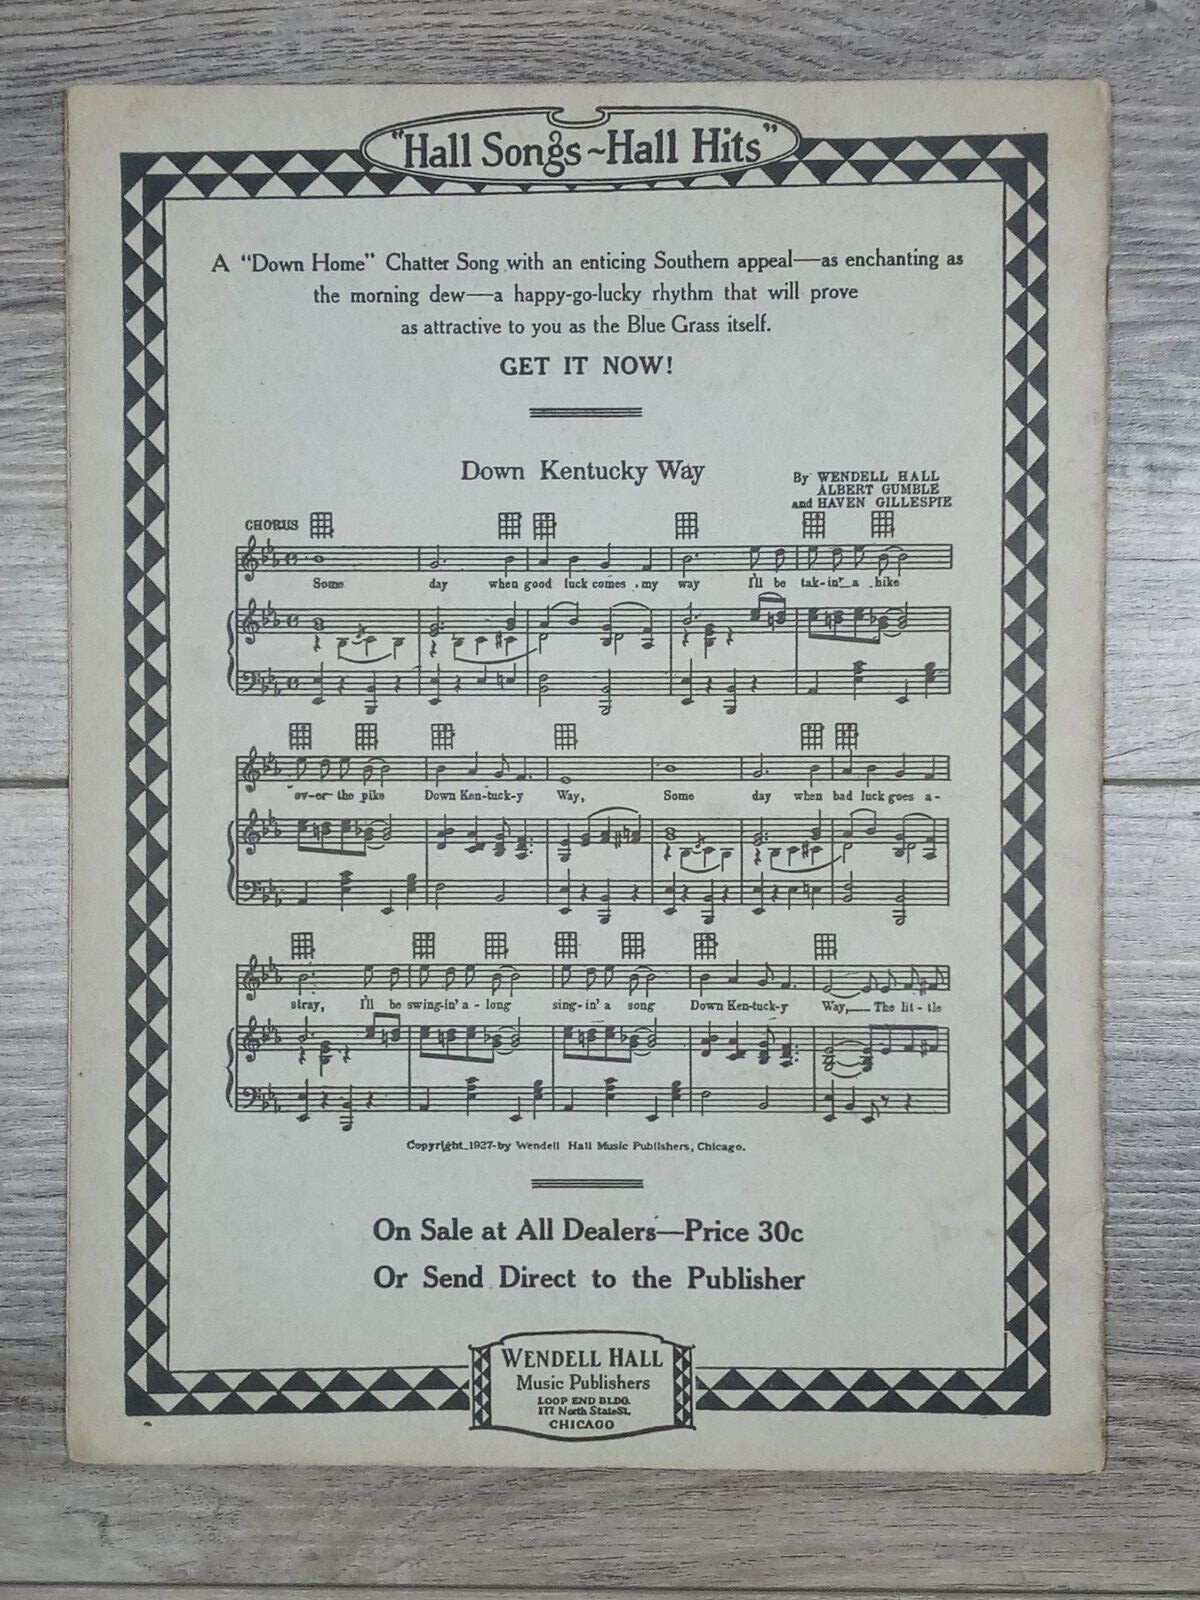 "Hall Songs~Hall Hits"
A "Down Home" Chatter Song with an enticing Southern appeal—as enchanting as
the morning dew—a happy-go-lucky rhythm that will prove
as attractive to you as the Blue Grass itself.
GET IT NOW!
Down Kentucky Way
By WENDELL HALL
ALBERT GUMBLE
and HAVEN GILLESPIE
CHORUS
Some day when good luck comes my way I'll be tak-in' a hike
ov-er the pike Down Ken-tuck-y Way, Some day when bad luck goes a-
stray, I'll be swing-in' a-long sing-in' a song Down Ken-tuck-y Way, The lit-tle
Copyright 1927 by Wendell Hall Music Publishers, Chicago.
On Sale at All Dealers—Price 30c
Or Send Direct to the Publisher
WENDELL HALL
Music Publishers
LOOP END BLDG.
177 North State St.
CHICAGO